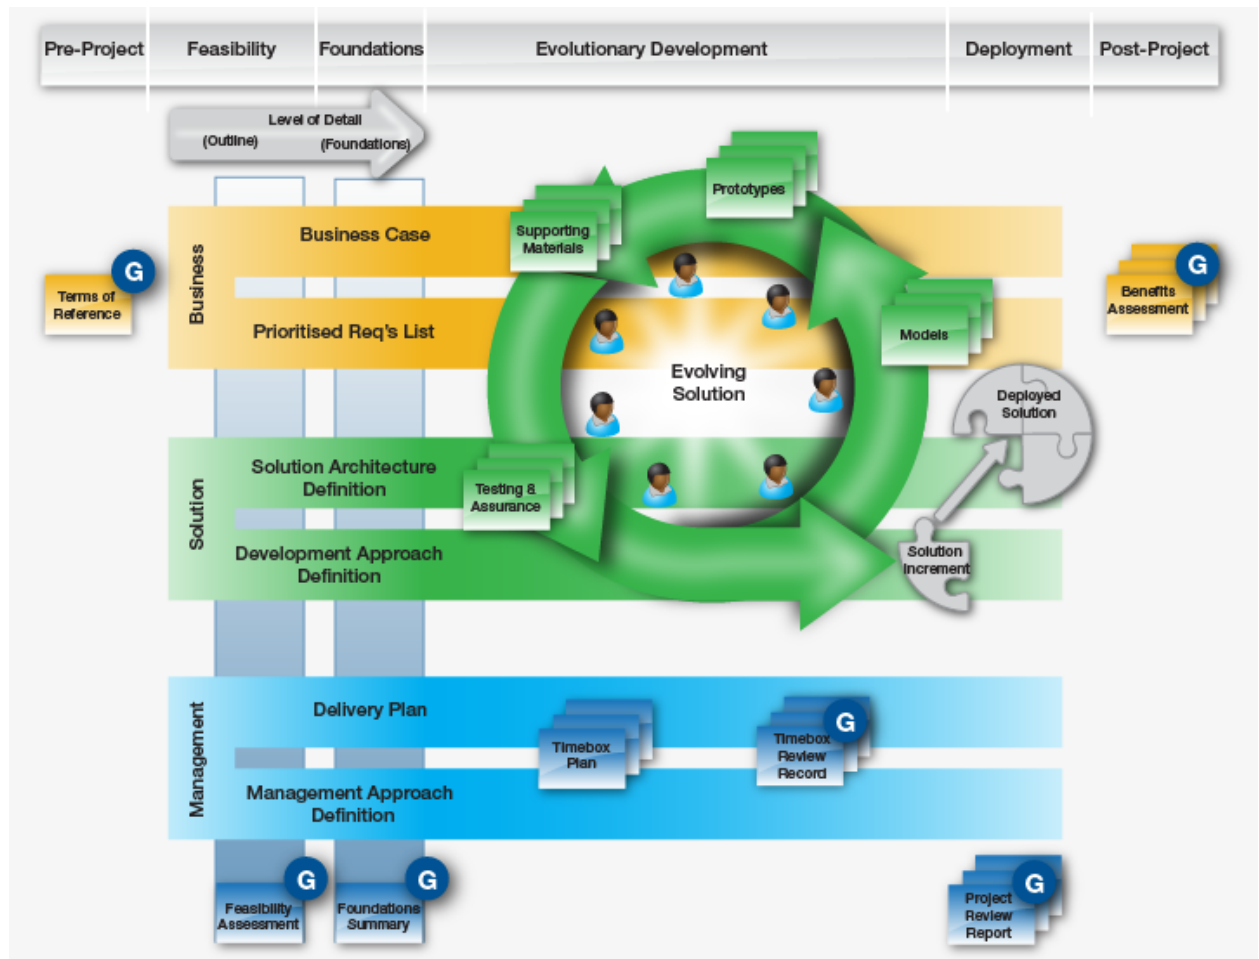 Pre-Project
Feasibility
Foundations
Evolutionary Development
Deployment
Post-Project
Level of Detail
(Outline)
(Foundations)
Prototypes
Supporting
Materials
Business
Business Case
G
Terms of
Reference
G
Benefits
Assessment
Prioritised Req's List
Models
Evolving
Solution
Deployed
Solution
Solution
Solution Architecture
Definition
Testing &
Assurance
Development Approach
Definition
Solution
Increment
Management
Delivery Plan
Timebox
Plan
G
Timebox
Review
Record
Management Approach
Definition
G
Feasibility
Assessment
G
Foundations
Summary
G
Project
Review
Report